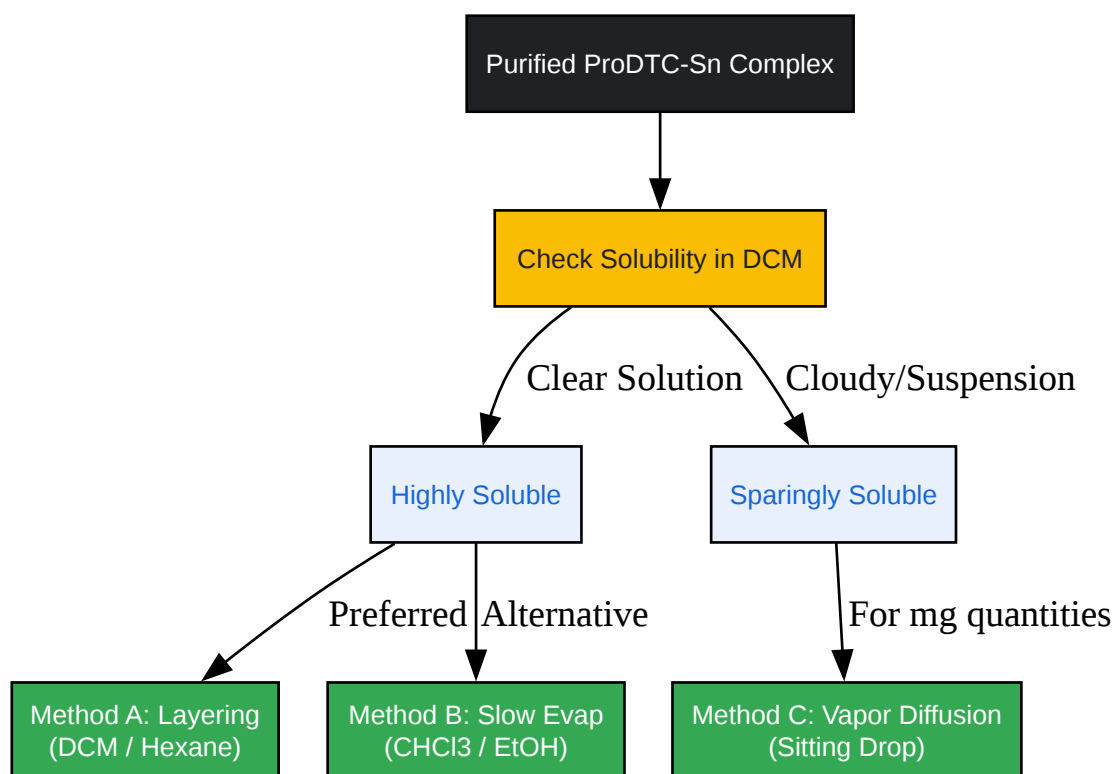 Purified ProDTC-Sn Complex
Check Solubility in DCM
Clear Solution
Cloudy/Suspension
Highly Soluble
Sparingly Soluble
Preferred
Alternative
For mg quantities
Method A: Layering
(DCM / Hexane)
Method B: Slow Evap
(CHCl3 / EtOH)
Method C: Vapor Diffusion
(Sitting Drop)